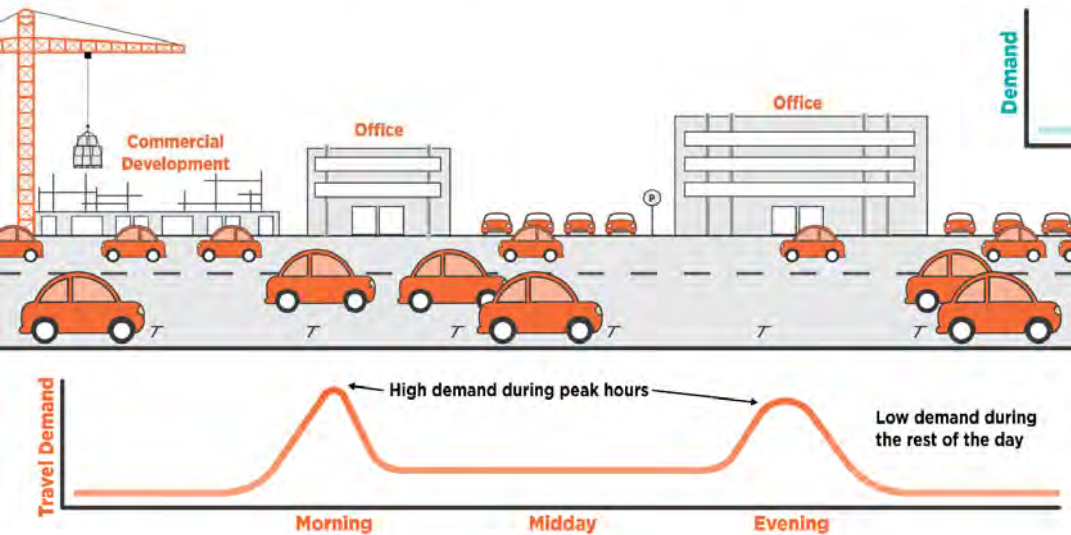 Demand
Office
Office
Commercial
Development
P
High demand during peak hours
Low demand during
the rest of the day
Travel Demand
Morning
Midday
Evening